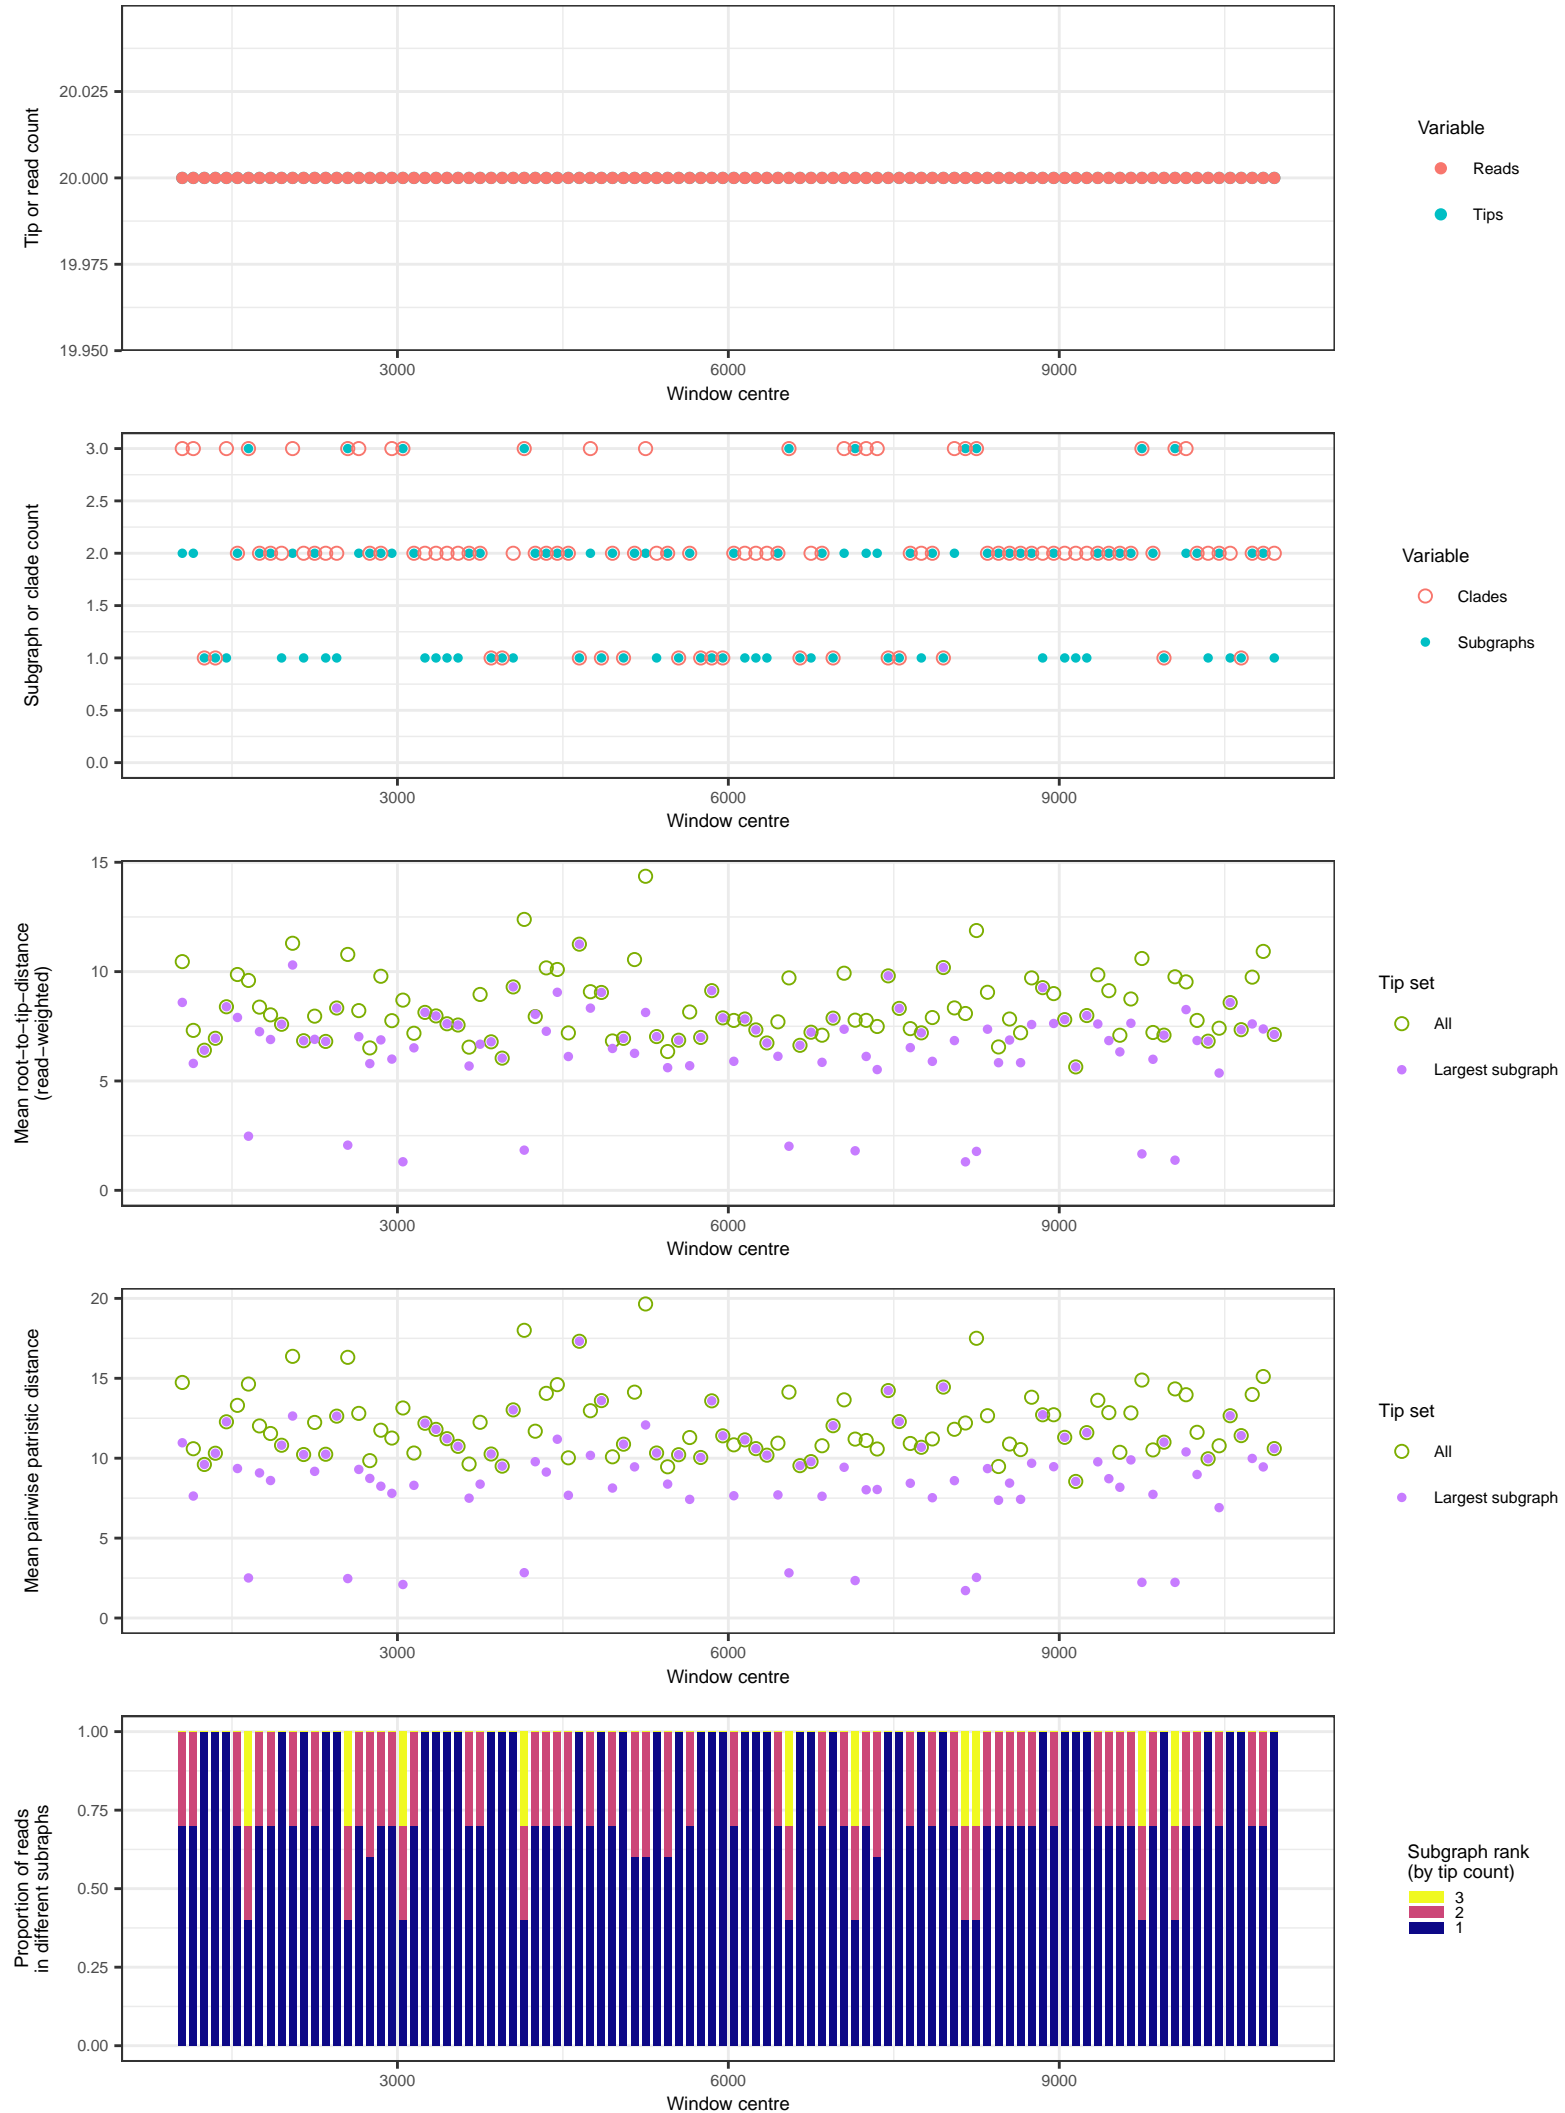 20.025
20.000
19.975
19.950
Tip or read count
3000
6000
9000
Window centre
Variable
Reads
Tips
3.0
2.5
2.0
1.5
1.0
0.5
0.0
Subgraph or clade count
3000
6000
9000
Window centre
Variable
Clades
Subgraphs
15
10
5
0
Mean root−to−tip−distance
(read−weighted)
3000
6000
9000
Window centre
Tip set
All
Largest subgraph
20
15
10
5
0
Mean pairwise patristic distance
3000
6000
9000
Window centre
Tip set
All
Largest subgraph
1.00
0.75
0.50
0.25
0.00
Proportion of reads
in different subraphs
3000
6000
9000
Window centre
Subgraph rank
(by tip count)
3
2
1